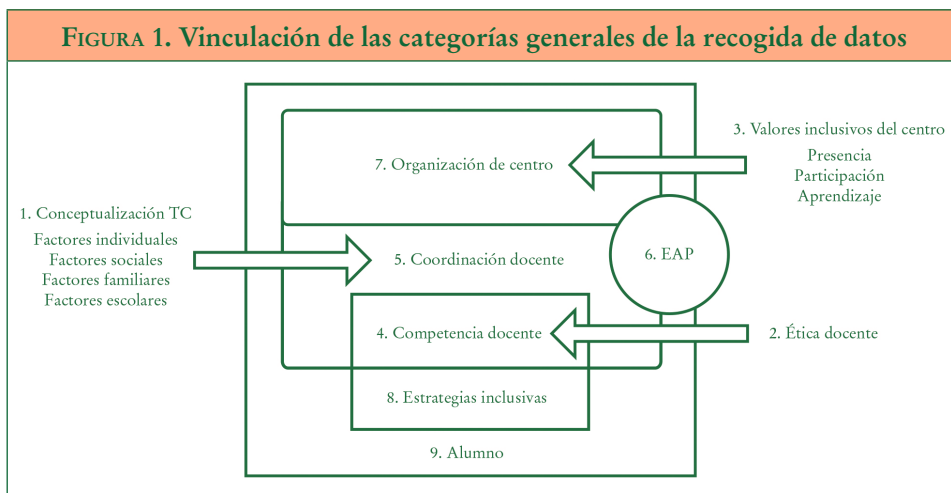 FIGURA 1. Vinculación de las categorías generales de la recogida de datos
3. Valores inclusivos del centro
Presencia
Participación
Aprendizaje
7. Organización de centro
1. Conceptualización TC
Factores individuales
Factores sociales
Factores familiares
Factores escolares
5. Coordinación docente
6. EAP
4. Competencia docente
2. Ética docente
8. Estrategias inclusivas
9. Alumno